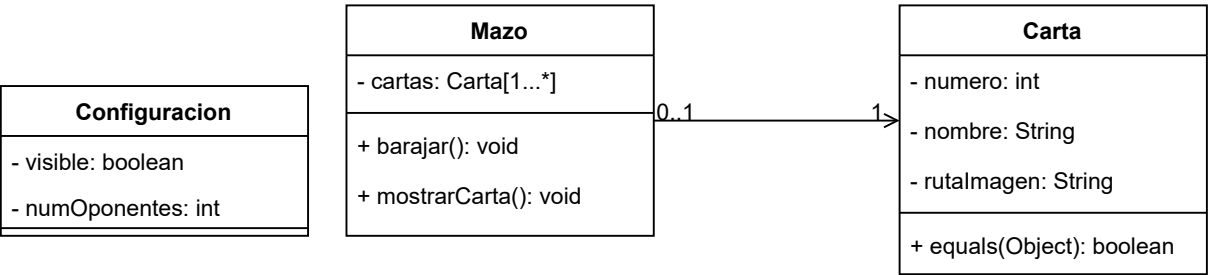 Configuracion
- visible: boolean
- numOponentes: int
Mazo
- cartas: Carta[1...*]
+ barajar(): void
+ mostrarCarta(): void
0..1
1
Carta
- numero: int
- nombre: String
- rutaImagen: String
+ equals(Object): boolean